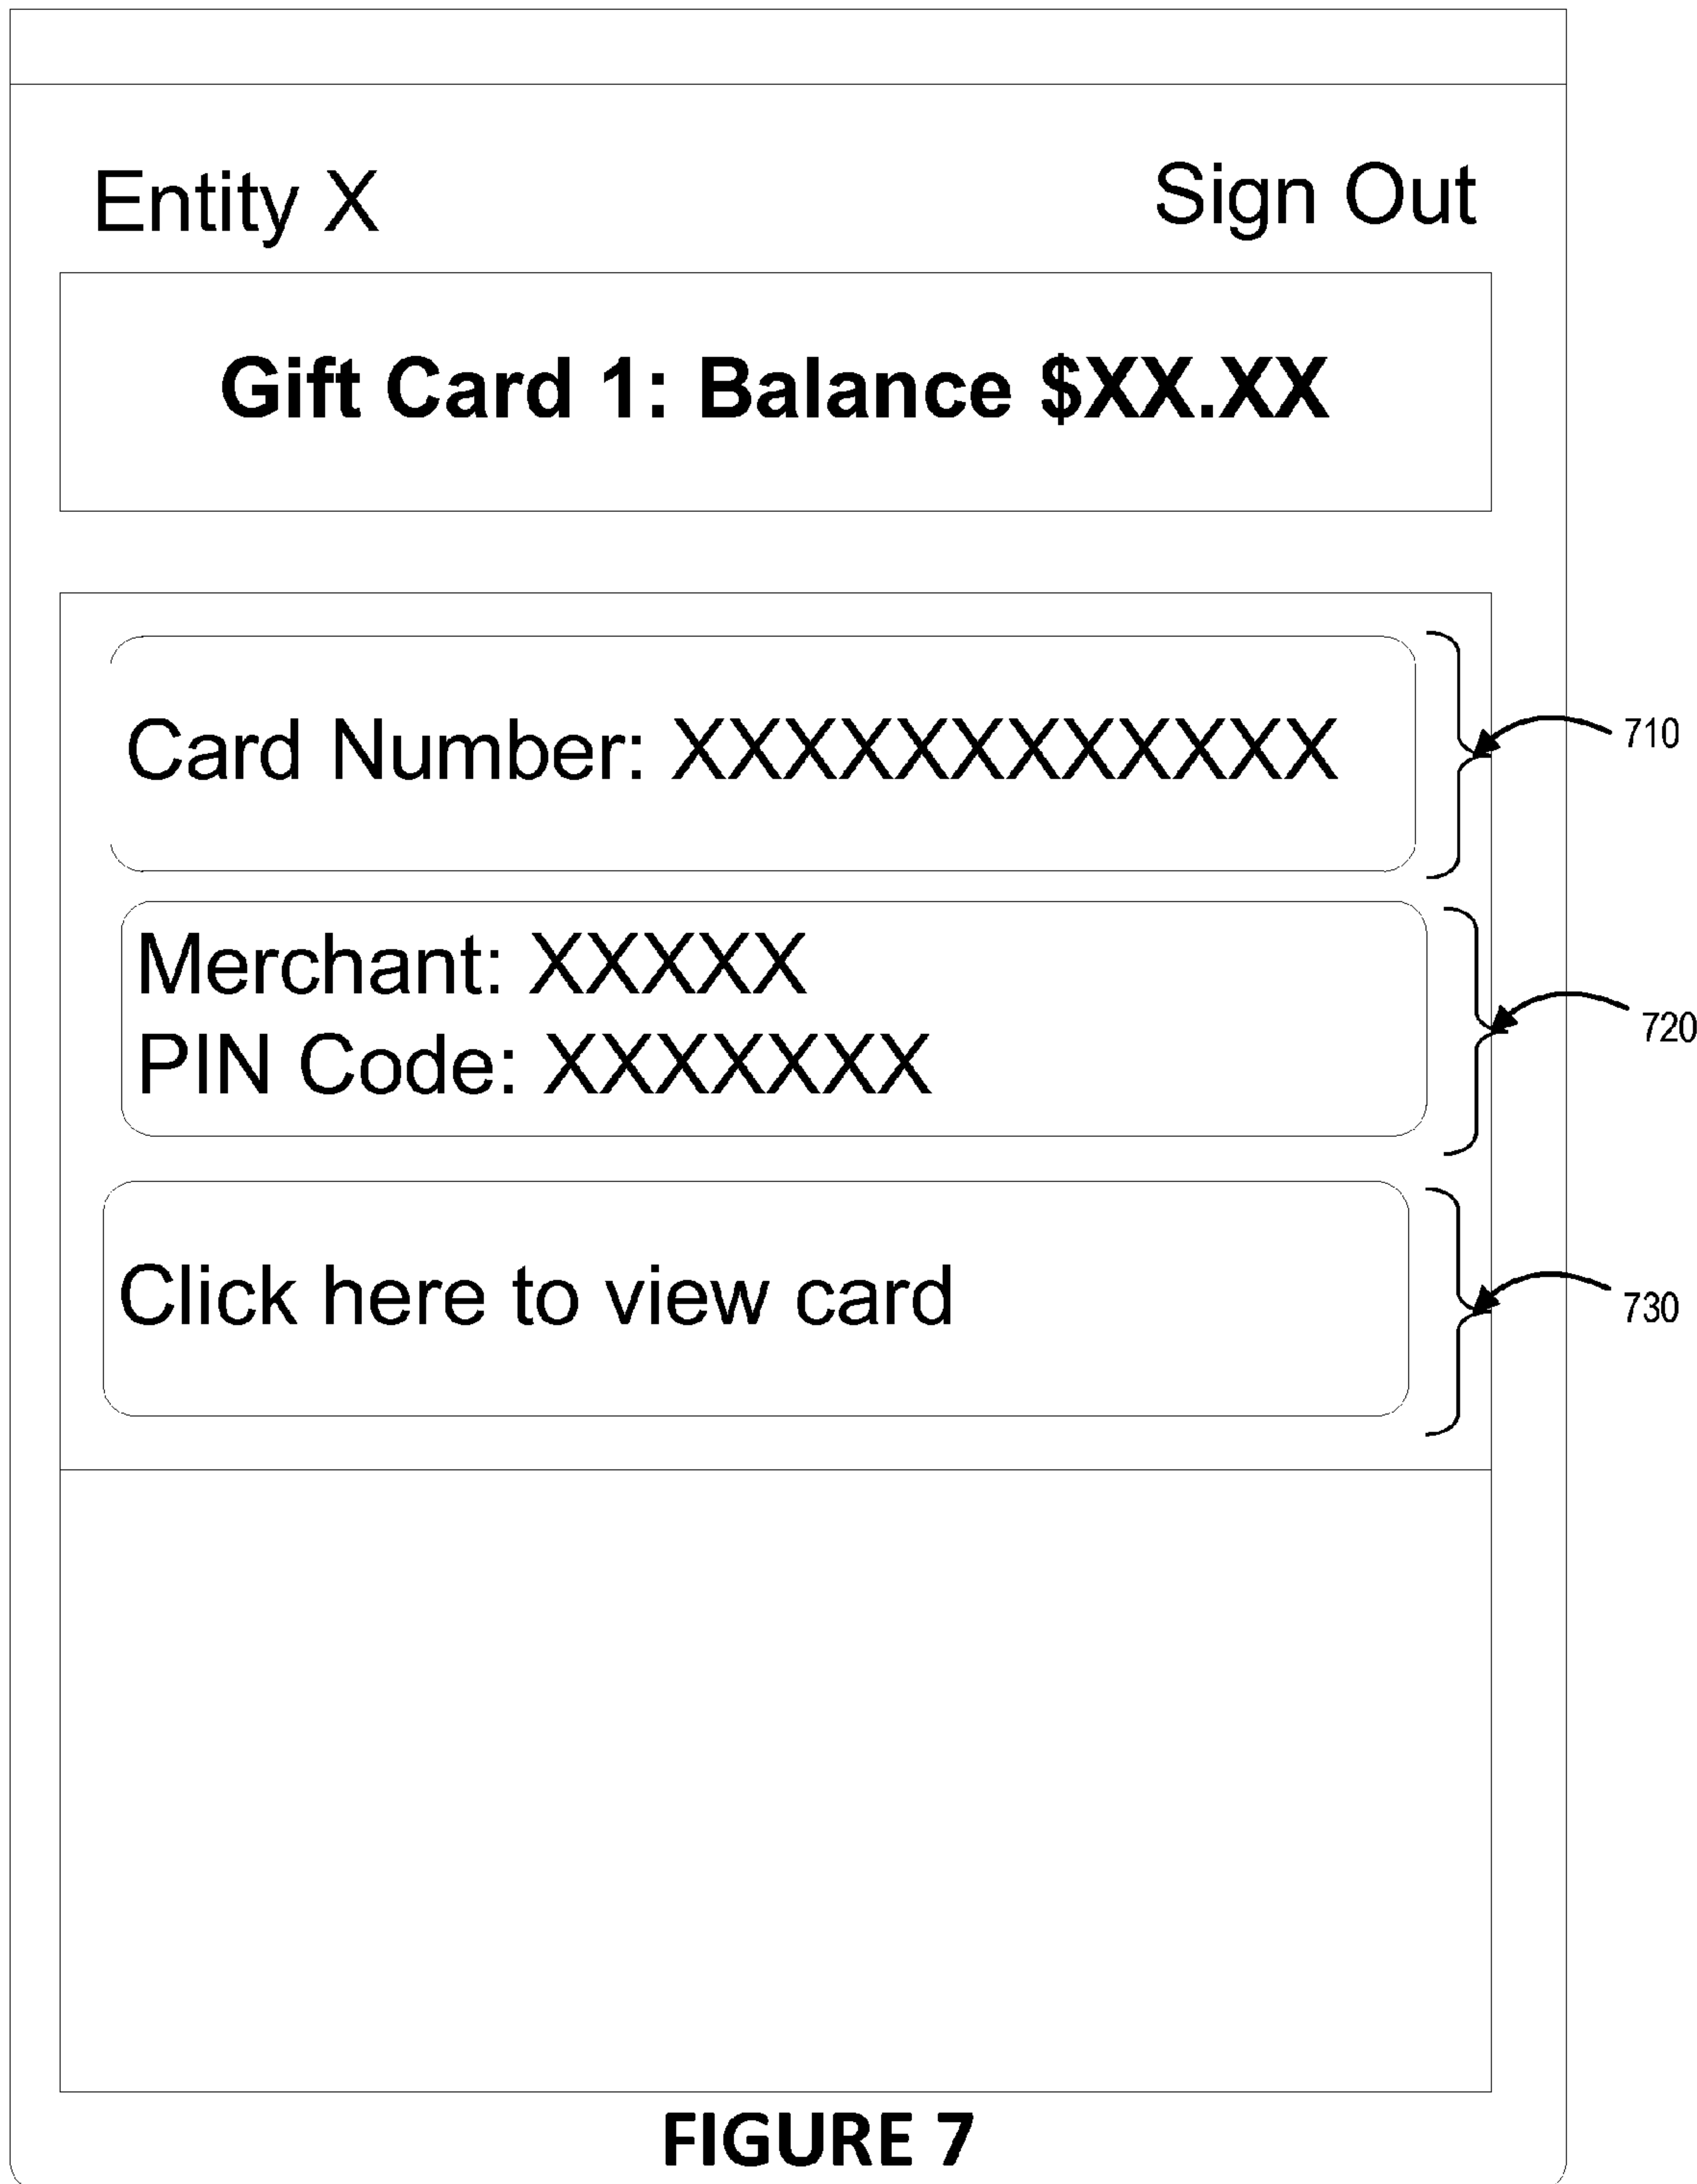 Entity X
Sign Out
Gift Card 1: Balance $XX.XX
Card Number: XXXXXXXXXXXX
710
Merchant: XXXXX
PIN Code: XXXXXXX
720
Click here to view card
730
FIGURE 7